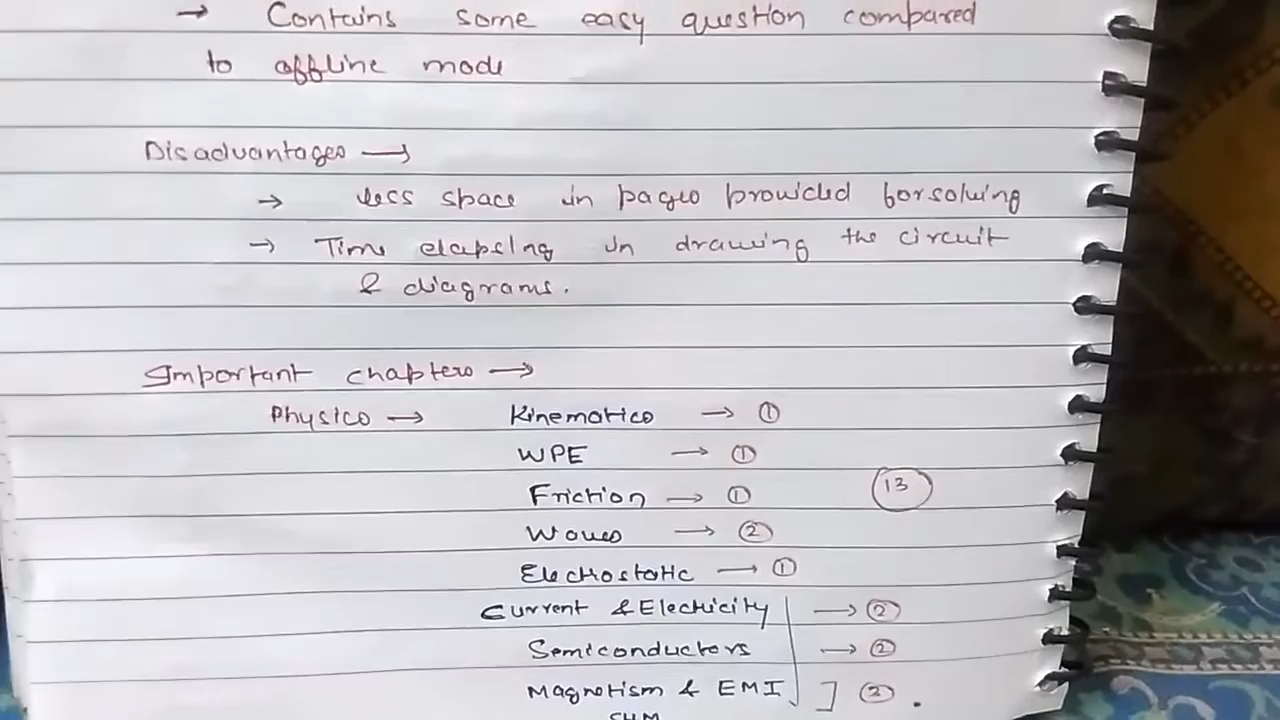 → Contains some easy question compared
to offline mode
Disadvantages →
→ less space in pages provided for solving
→ Time elapsing in drawing the circuit
& diagrams.
Important chapters →
Physics → Kinematics → ①
WPE → ①
Friction → ①
13
Waves → ②
Electrostatic → ①
Current & Electricity → ②
Semiconductors → ②
Magnetism & EMI ] ② .
SHM